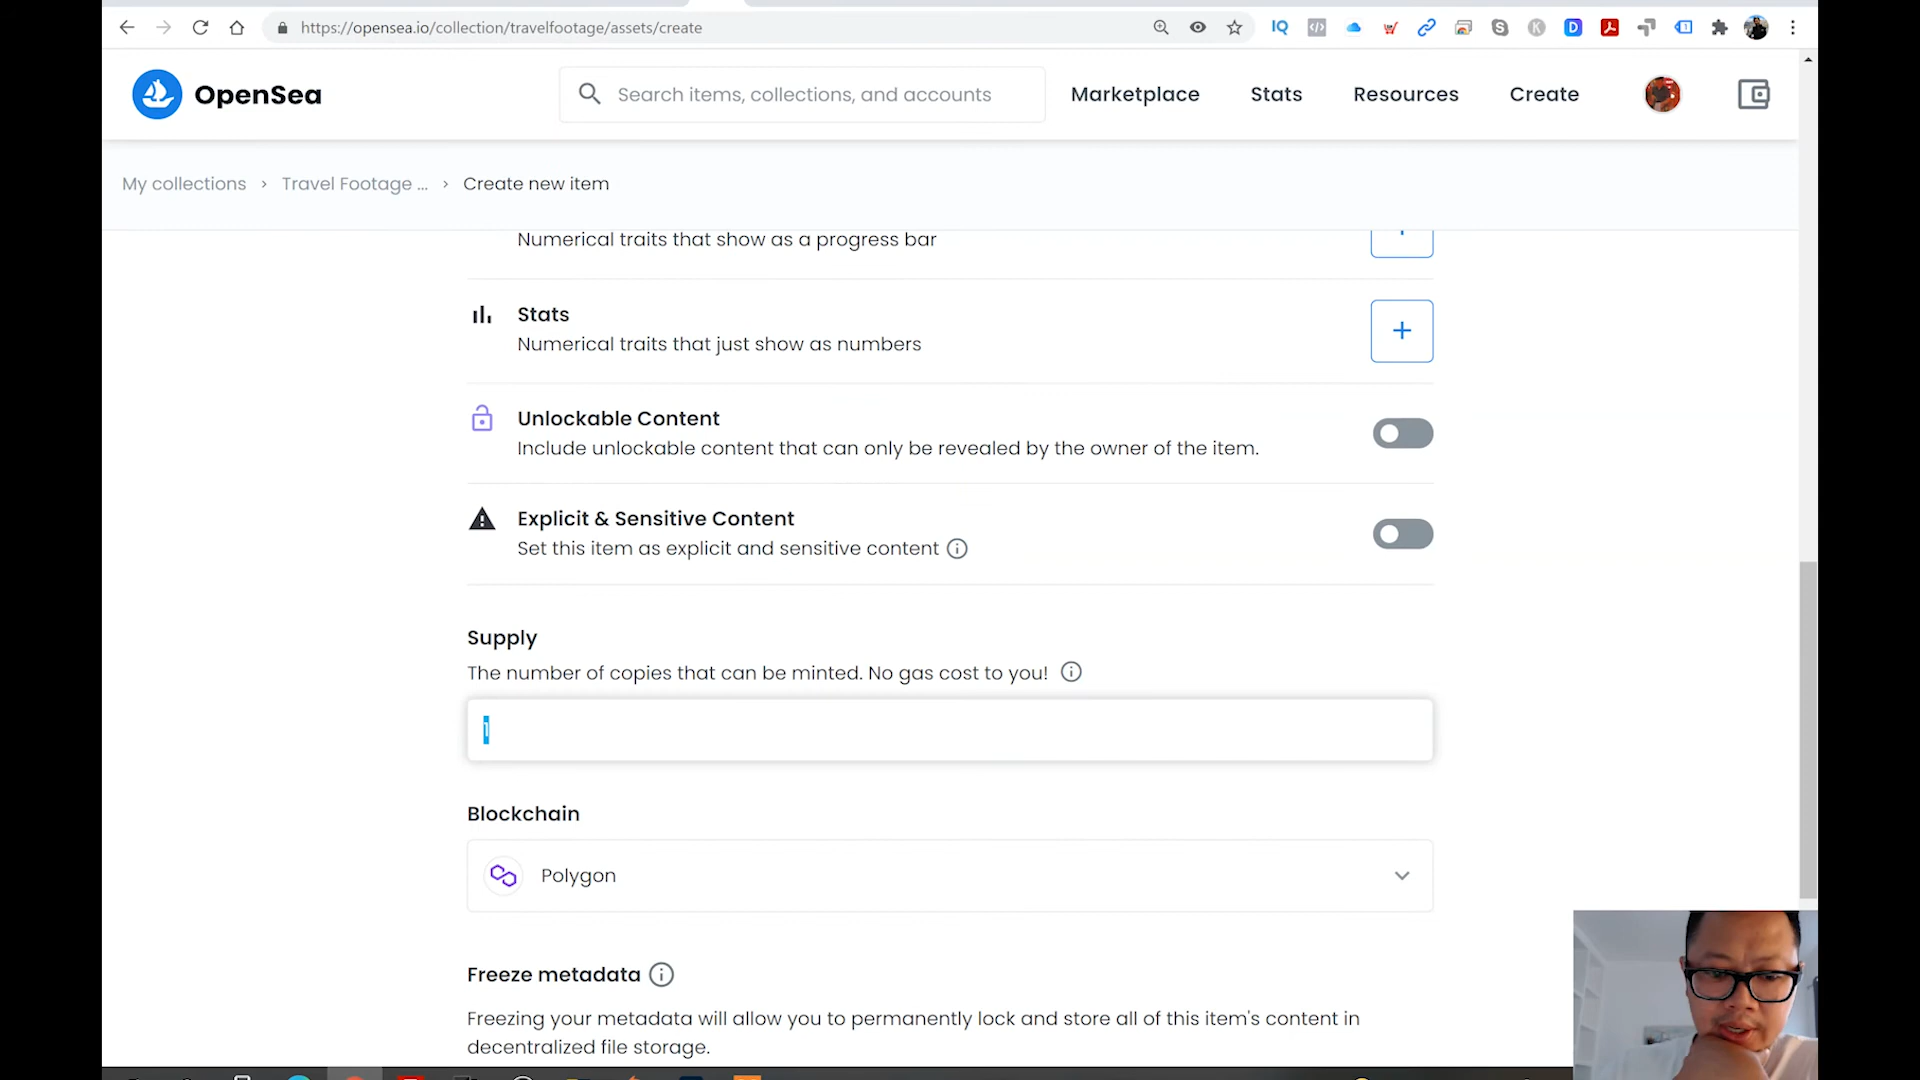 https://opensea.io/collection/travelfootage/assets/create
IQ
K
D
OpenSea
Search items, collections, and accounts
Marketplace
Stats
Resources
Create
My collections > Travel Footage ... > Create new item
Numerical traits that show as a progress bar
Stats
Numerical traits that just show as numbers
Unlockable Content
Include unlockable content that can only be revealed by the owner of the item.
Explicit & Sensitive Content
Set this item as explicit and sensitive content
Supply
The number of copies that can be minted. No gas cost to you!
1
Blockchain
Polygon
Freeze metadata
Freezing your metadata will allow you to permanently lock and store all of this item's content in
decentralized file storage.